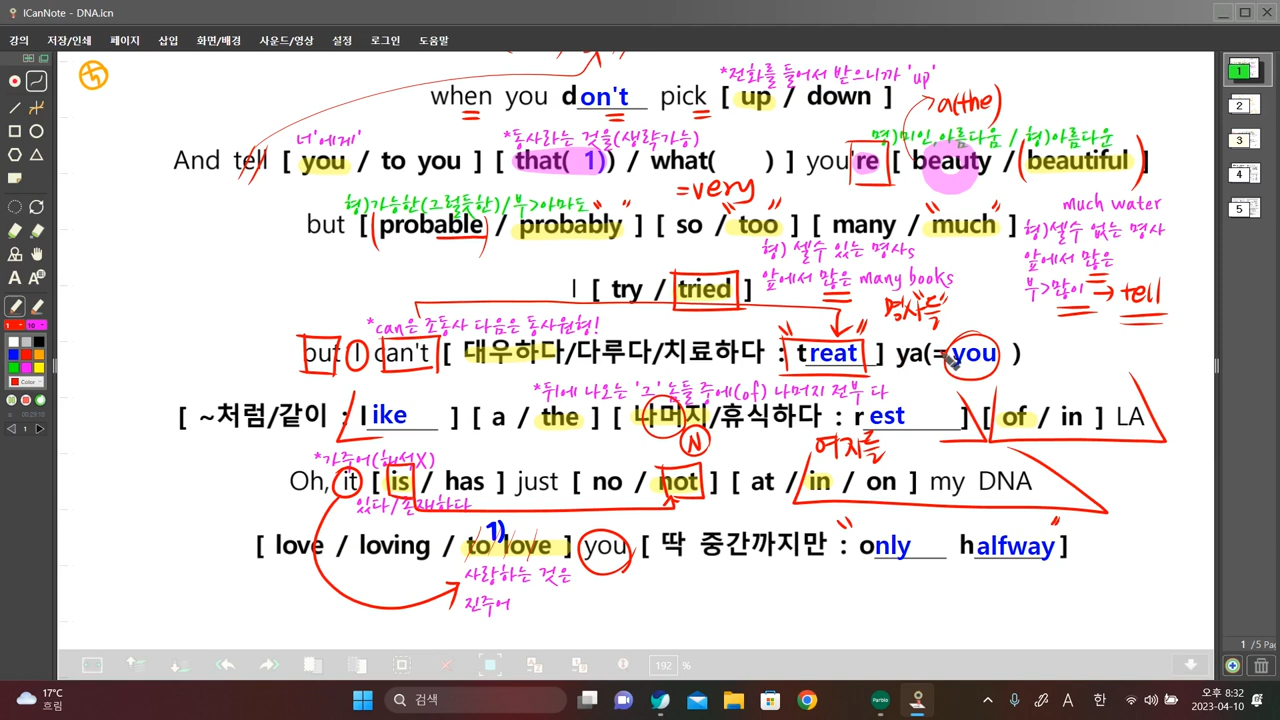 ICanNote - DNA.icn
강의 저장/인쇄 페이지 삽입 화면/배경 사운드/영상 설정 로그인 도움말
*전화를 들어서 받으니까 'up'
when you don't pick [ up / down ]
a(the)
너'에게' *동사라는 것을(생략가능) 명)미인,아름다움 / 형)아름다운
And tell [ you / to you ] [ that( 1) ) / what( ) ] you're [ beauty / (beautiful) ]
=very
형)가능한(그럴듯한)/부>아마도
but [ probable / probably ] [ so / too ] [ many / much ]
much water
형)셀수 없는 명사
앞에서 많은
부>많이 → tell
형) 셀수 있는 명사s
앞에서 많은 many books
I [ try / tried ]
명사
*can은 조동사 다음은 동사원형!
but I can't [ 대우하다/다루다/치료하다 : treat ] ya(=you )
*뒤에 나오는 '그' 놈들 중에(of) 나머지 전부 다
[ ~처럼/같이 : like ] [ a / the ] [ 나머지/휴식하다 : rest ] [ of / in ] LA
N
여지를
*가주어(해석X)
Oh, it [ is / has ] just [ no / not ] [ at / in / on ] my DNA
있다/존재하다
1)
[ love / loving / to love ] you [ 딱 중간까지만 : only halfway ]
사랑하는 것은
진주어
1
2
3
4
5
1 / 5 Pa
192 %
17°C
흐림
검색
Parblo
A 한
오후 8:32
2023-04-10